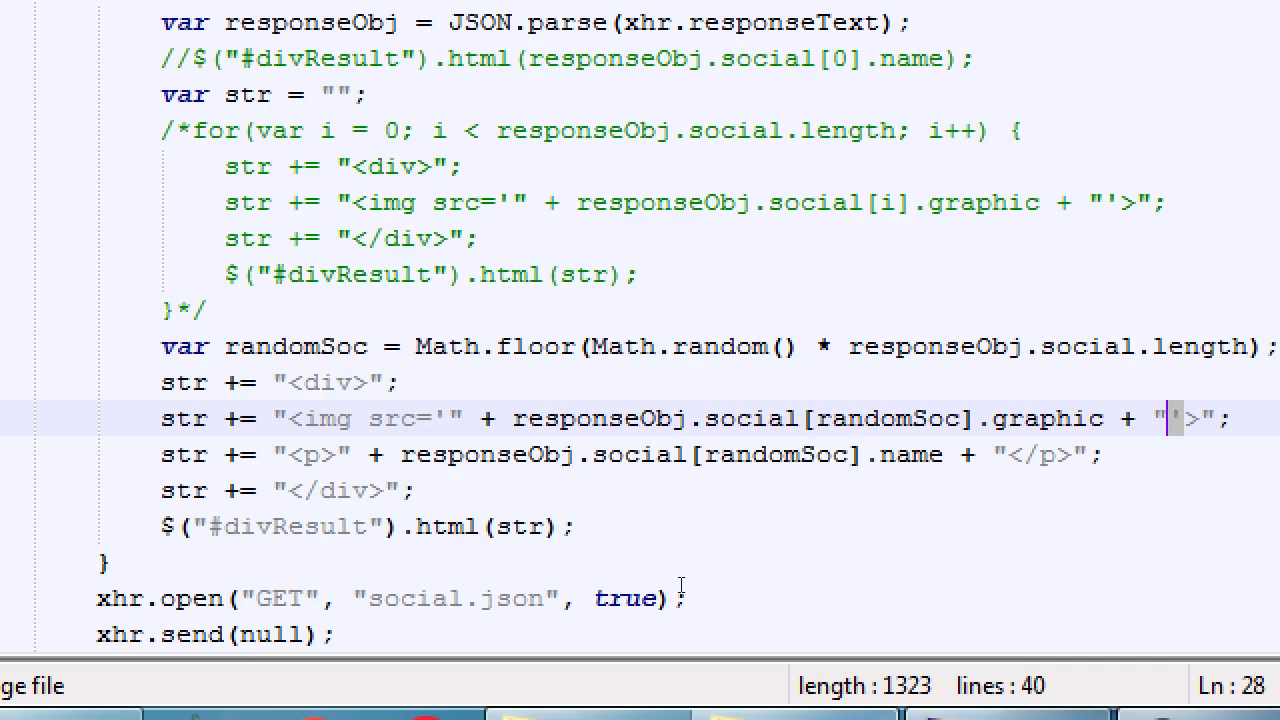 var responseObj = JSON.parse(xhr.responseText);
//$("#divResult").html(responseObj.social[0].name);
var str = "";
/*for(var i = 0; i < responseObj.social.length; i++) {
str += "<div>";
str += "<img src='" + responseObj.social[i].graphic + "'>";
str += "</div>";
$("#divResult").html(str);
}*/
var randomSoc = Math.floor(Math.random() * responseObj.social.length);
str += "<div>";
str += "<img src='" + responseObj.social[randomSoc].graphic + "'>";
str += "<p>" + responseObj.social[randomSoc].name + "</p>";
str += "</div>";
$("#divResult").html(str);
}
xhr.open("GET", "social.json", true);
xhr.send(null);
ge file length : 1323 lines : 40 Ln : 28